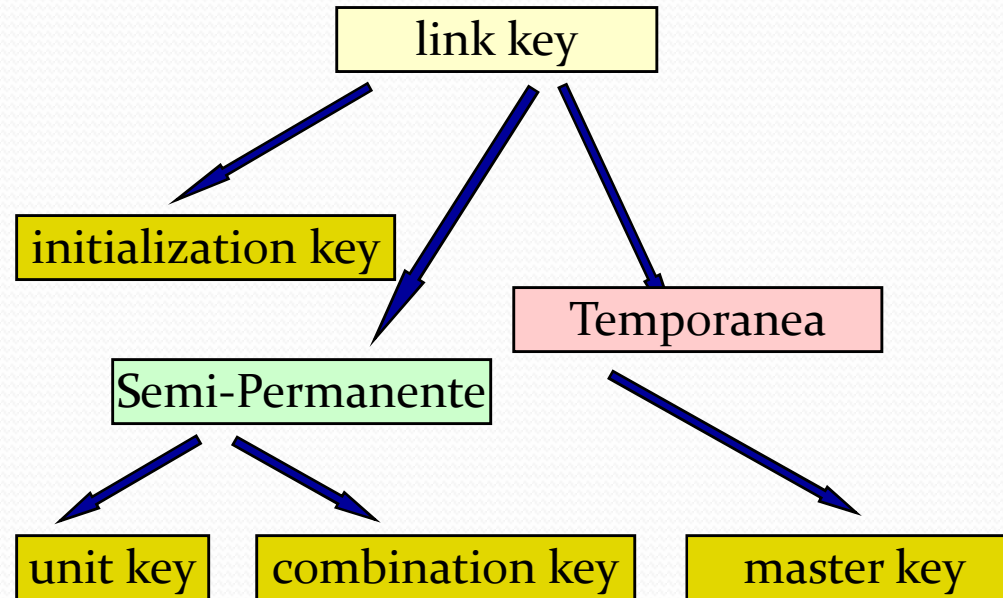 link key
initialization key
Temporanea
Semi-Permanente
unit key
combination key
master key